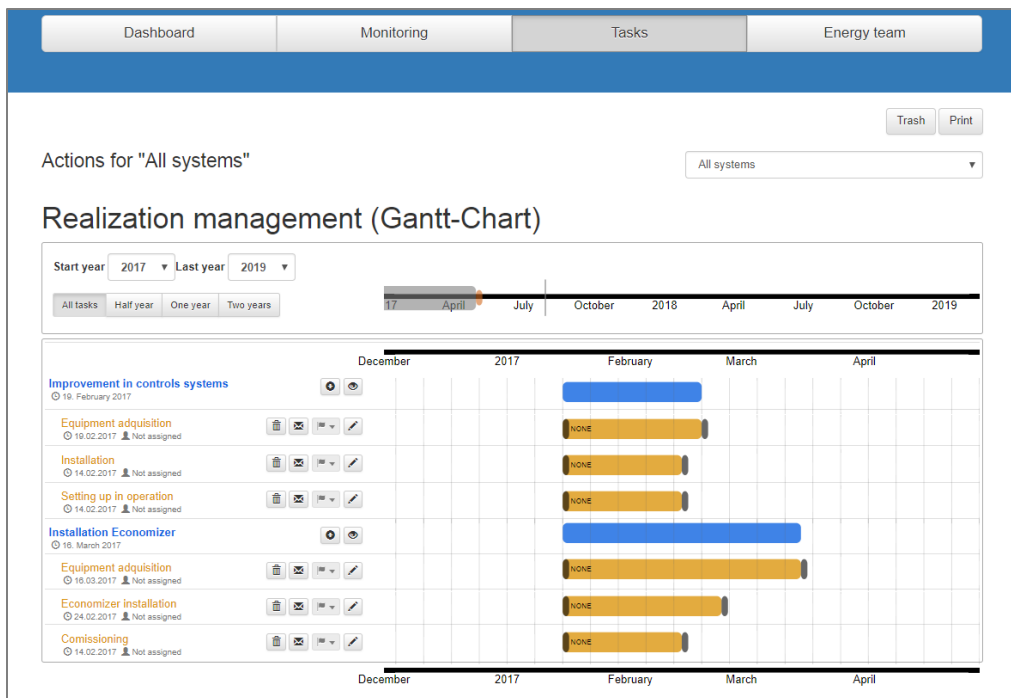 Dashboard Monitoring Tasks Energy team
Trash Print
Actions for "All systems" All systems
Realization management (Gantt-Chart)
Start year 2017 Last year 2019
All tasks Half year One year Two years
17 April July October 2018 April July October 2019
December 2017 February March April
Improvement in controls systems
19. February 2017
Equipment adquisition
19.02.2017 Not assigned
NONE
Installation
14.02.2017 Not assigned
NONE
Setting up in operation
14.02.2017 Not assigned
NONE
Installation Economizer
16. March 2017
Equipment adquisition
16.03.2017 Not assigned
NONE
Economizer installation
24.02.2017 Not assigned
NONE
Comissioning
14.02.2017 Not assigned
NONE
December 2017 February March April